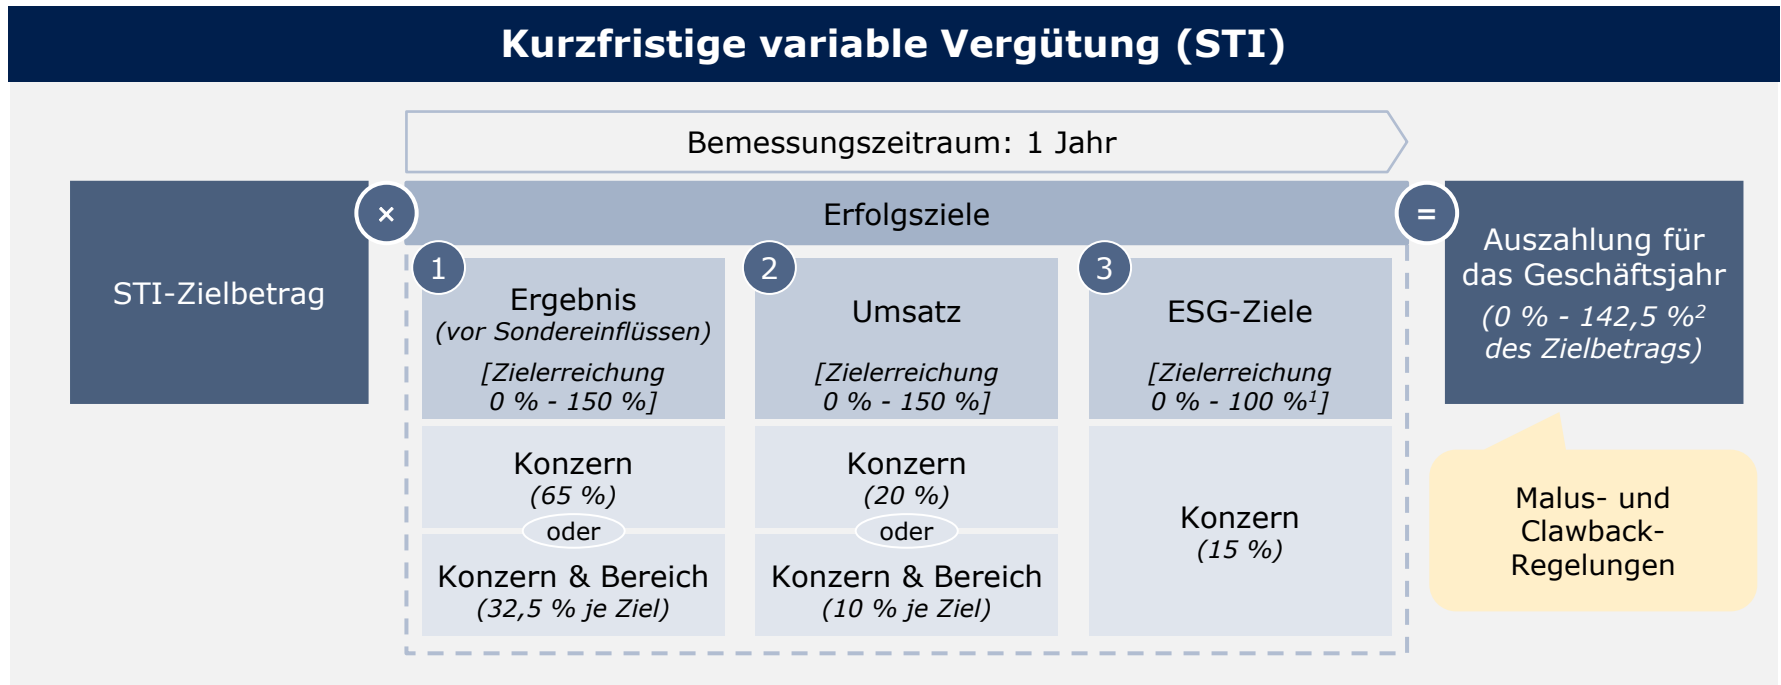 Kurzfristige variable Vergütung (STI)
Bemessungszeitraum: 1 Jahr
STI-Zielbetrag
×
Erfolgsziele
1
Ergebnis
(vor Sondereinflüssen)
[Zielerreichung
0 % - 150 %]
Konzern
(65 %)
oder
Konzern & Bereich
(32,5 % je Ziel)
2
Umsatz
[Zielerreichung
0 % - 150 %]
Konzern
(20 %)
oder
Konzern & Bereich
(10 % je Ziel)
3
ESG-Ziele
[Zielerreichung
0 % - 100 %¹]
Konzern
(15 %)
=
Auszahlung für
das Geschäftsjahr
(0 % - 142,5 %²
des Zielbetrags)
Malus- und
Clawback-
Regelungen